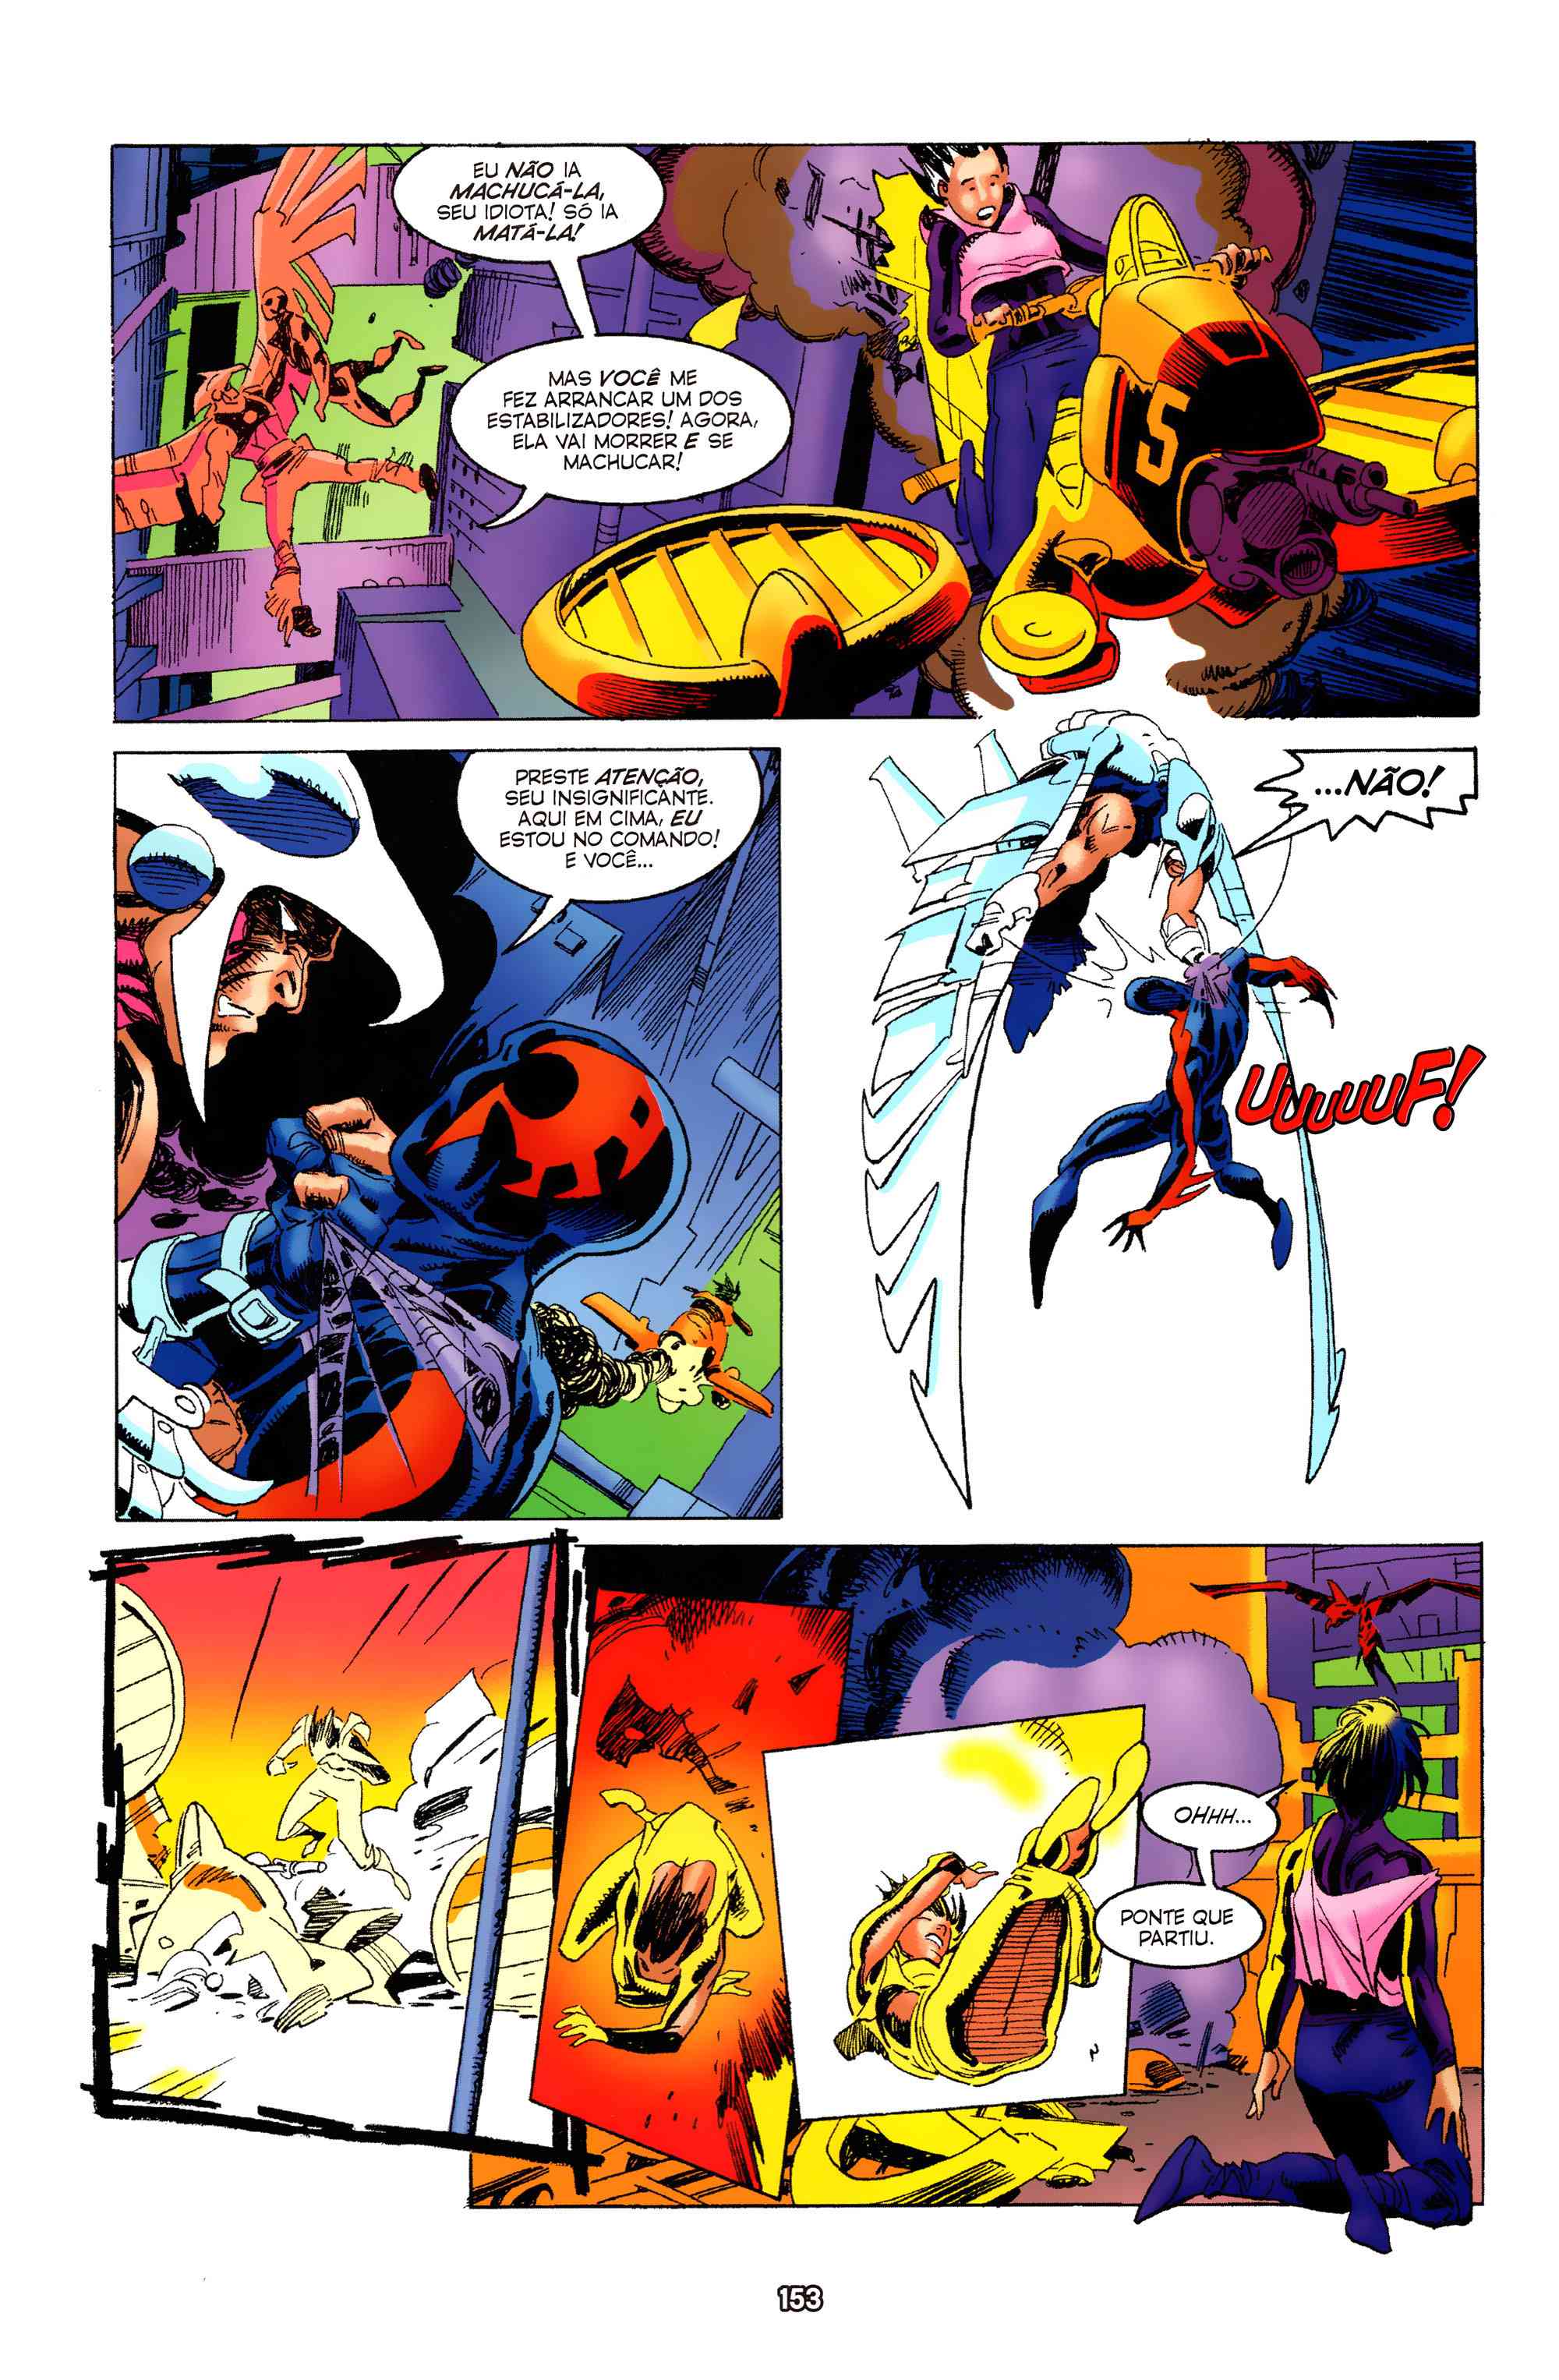 EU NÃO IA
MACHUCÁ-LA,
SEU IDIOTA! SÓ IA
MATÁ-LA!
MAS VOCÊ ME
FEZ ARRANCAR UM DOS
ESTABILIZADORES! AGORA,
ELA VAI MORRER E SE
MACHUCAR!
5
PRESTE ATENÇÃO,
SEU INSIGNIFICANTE.
AQUI EM CIMA, EU
ESTOU NO COMANDO!
E VOCÊ...
...NÃO!
UUUUUUF!
OHHH...
PONTE QUE
PARTIU.
153